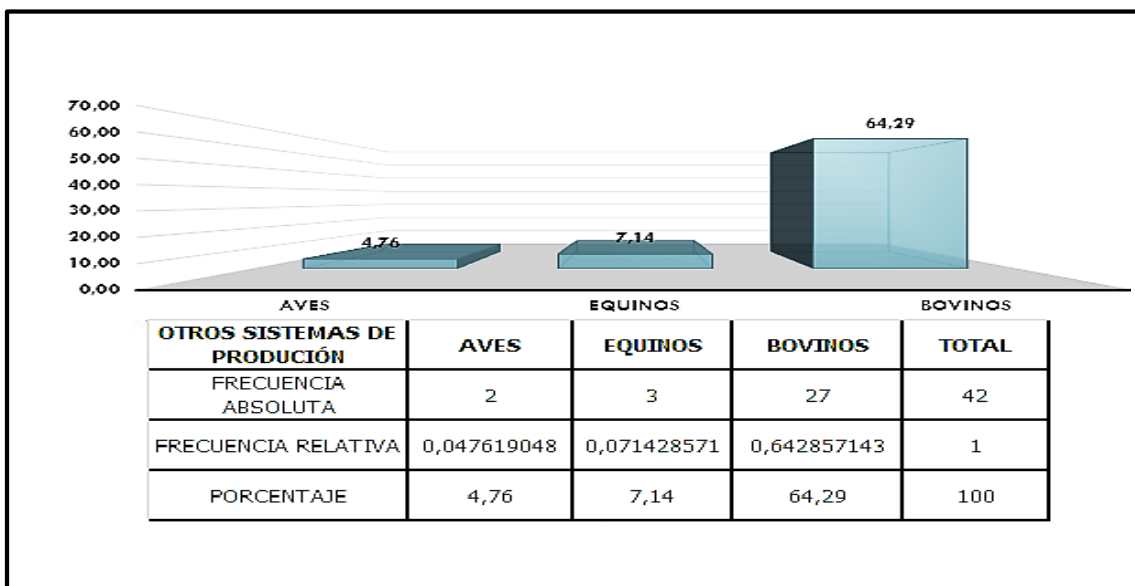 70,00
60,00
50,00
40,00
30,00
20,00
10,00
0,00
4,76
7,14
64,29
AVES EQUINOS BOVINOS
OTROS SISTEMAS DE PRODUCIÓN AVES EQUINOS BOVINOS TOTAL
FRECUENCIA ABSOLUTA 2 3 27 42
FRECUENCIA RELATIVA 0,047619048 0,071428571 0,642857143 1
PORCENTAJE 4,76 7,14 64,29 100